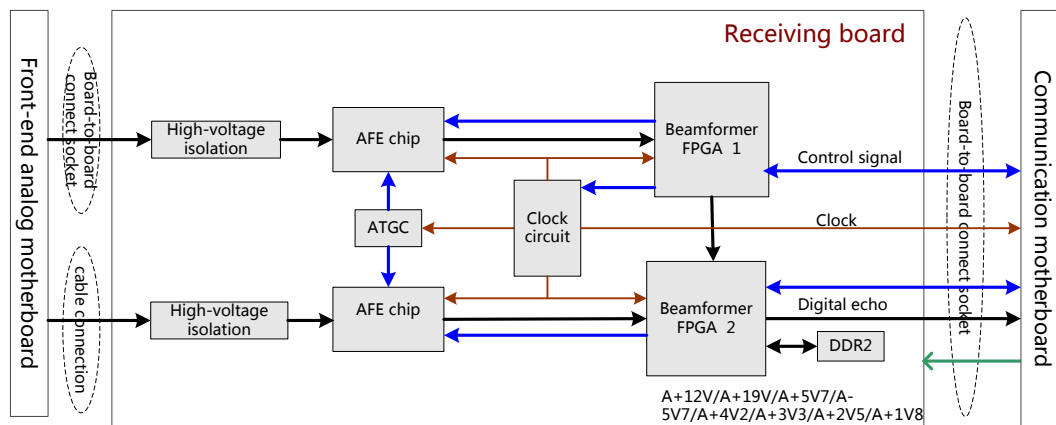 Receiving board
Front-end analog motherboard
Board-to-board
connect socket
cable connection
High-voltage
isolation
AFE chip
Beamformer
FPGA 1
Control signal
ATGC
Clock
circuit
Clock
High-voltage
isolation
AFE chip
Beamformer
FPGA 2
Digital echo
DDR2
A+12V/A+19V/A+5V7/A-
5V7/A+4V2/A+3V3/A+2V5/A+1V8
Board-to-board connect socket
Communication motherboard